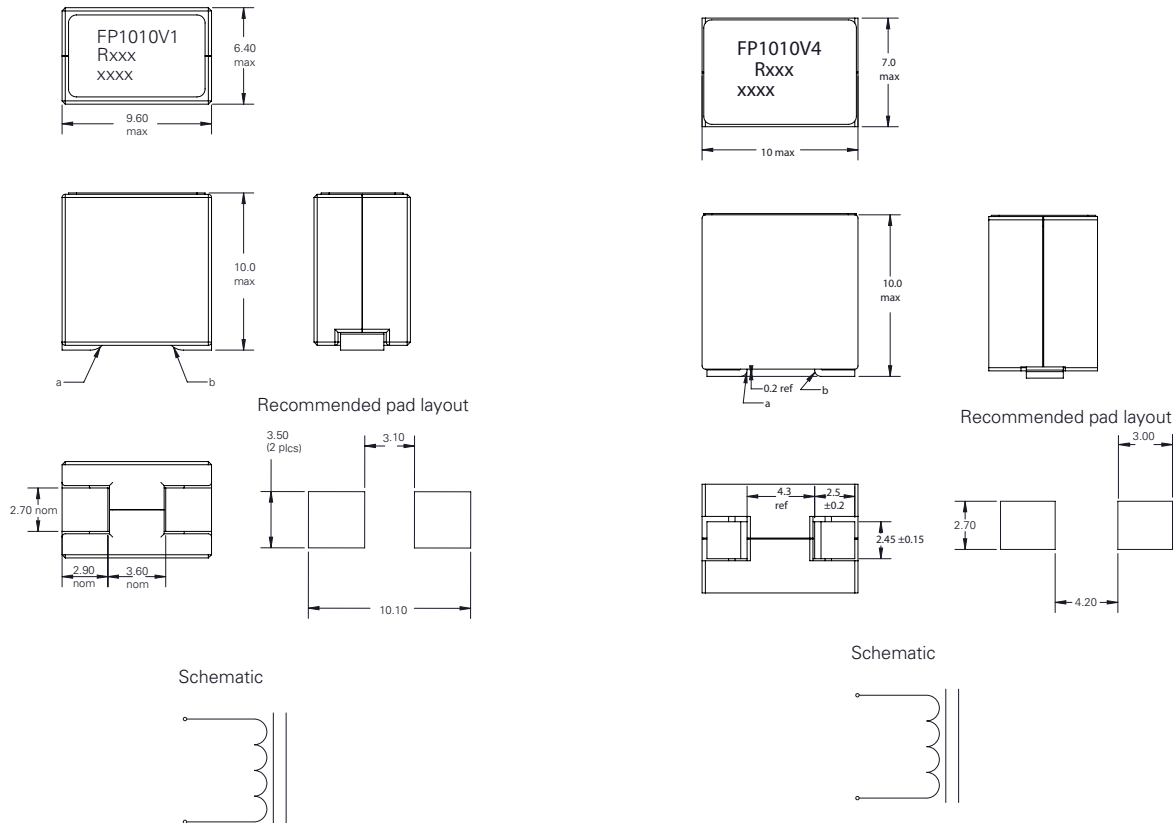 FP1010V1
Rxxx
xxxx
6.40
max
9.60
max
10.0
max
a
b
Recommended pad layout
3.50
(2 plcs)
3.10
2.70 nom
2.90
nom
3.60
nom
10.10
Schematic
FP1010V4
Rxxx
xxxx
7.0
max
10 max
10.0
max
0.2 ref
b
a
Recommended pad layout
3.00
4.3
ref
2.5
±0.2
2.45 ±0.15
2.70
4.20
Schematic